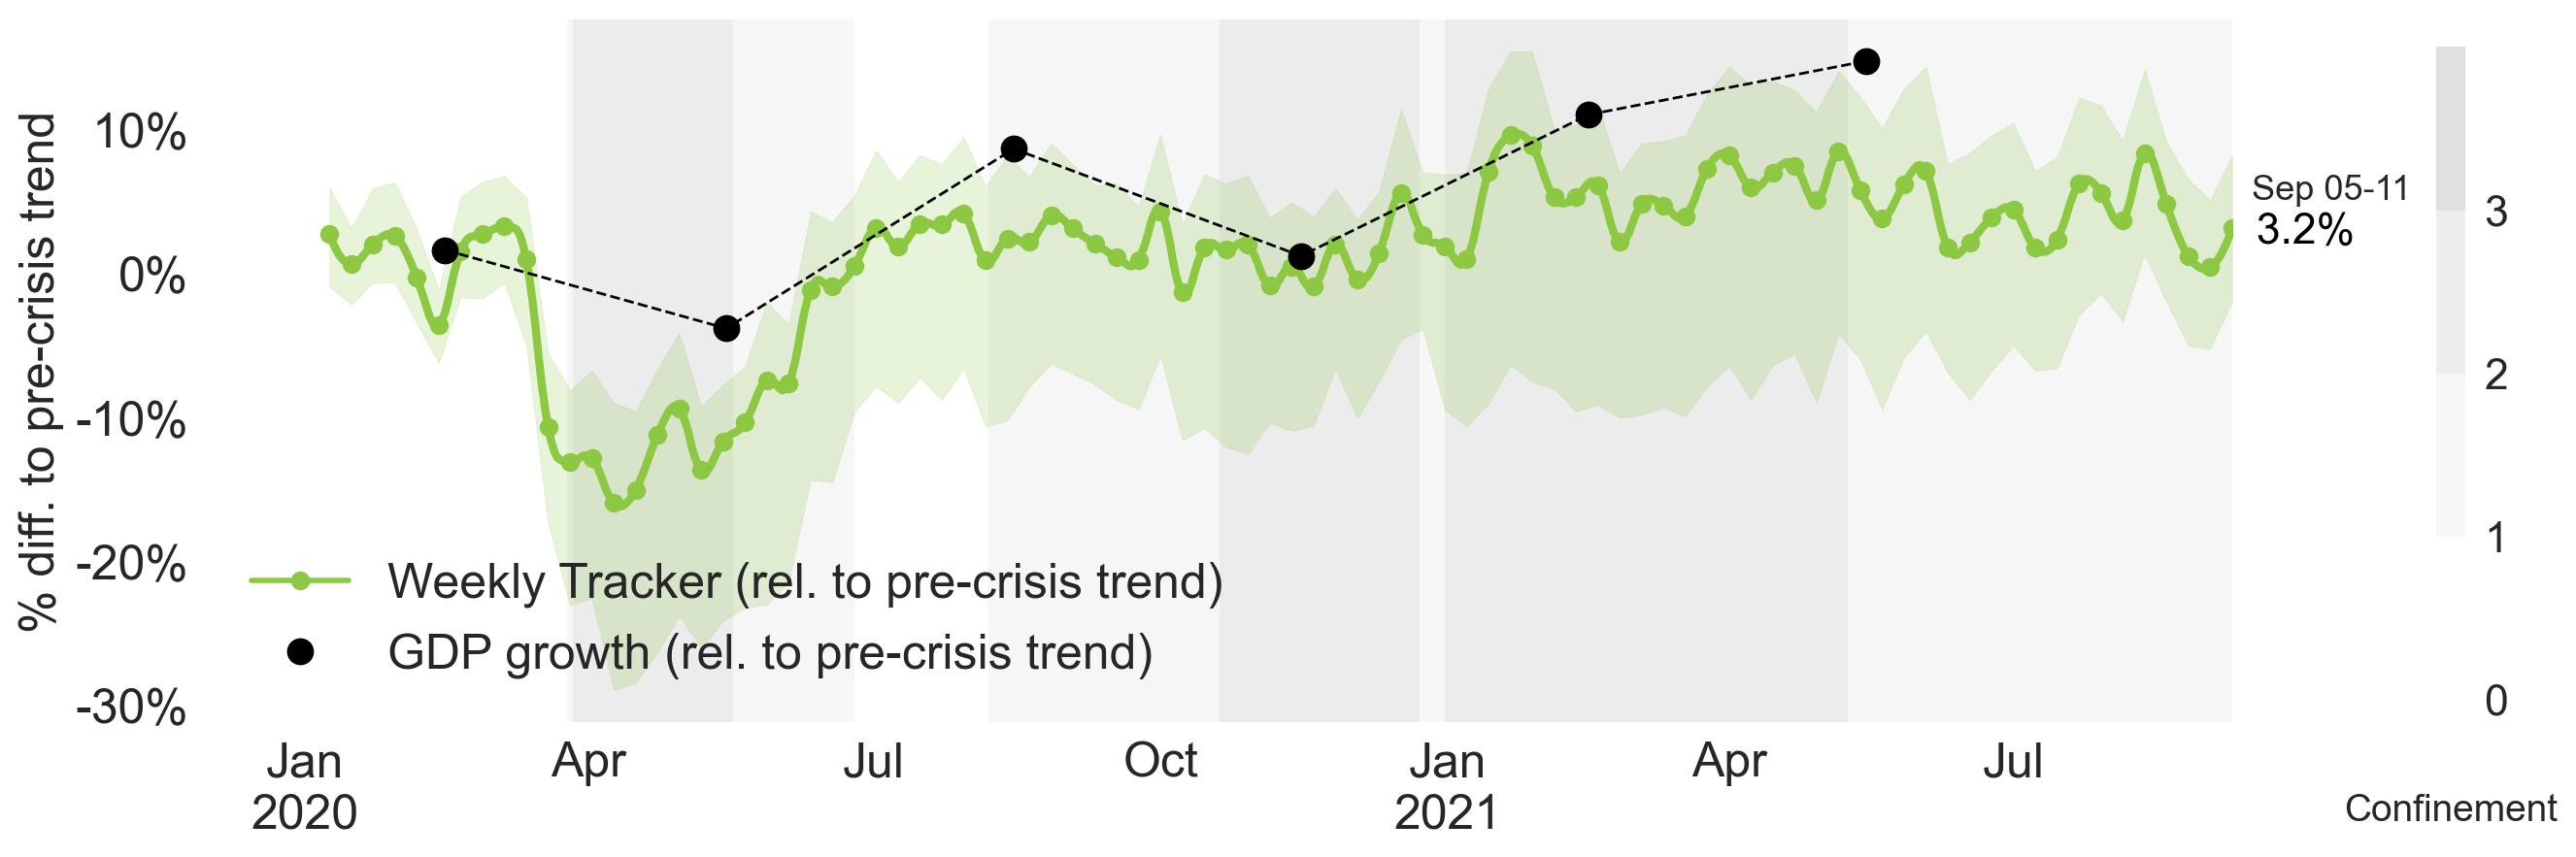 % diff. to pre-crisis trend
10%
0%
-10%
-20%
-30%
Weekly Tracker (rel. to pre-crisis trend)
GDP growth (rel. to pre-crisis trend)
Jan
2020
Apr
Jul
Oct
Jan
2021
Apr
Jul
Sep 05-11
3.2%
3
2
1
0
Confinement